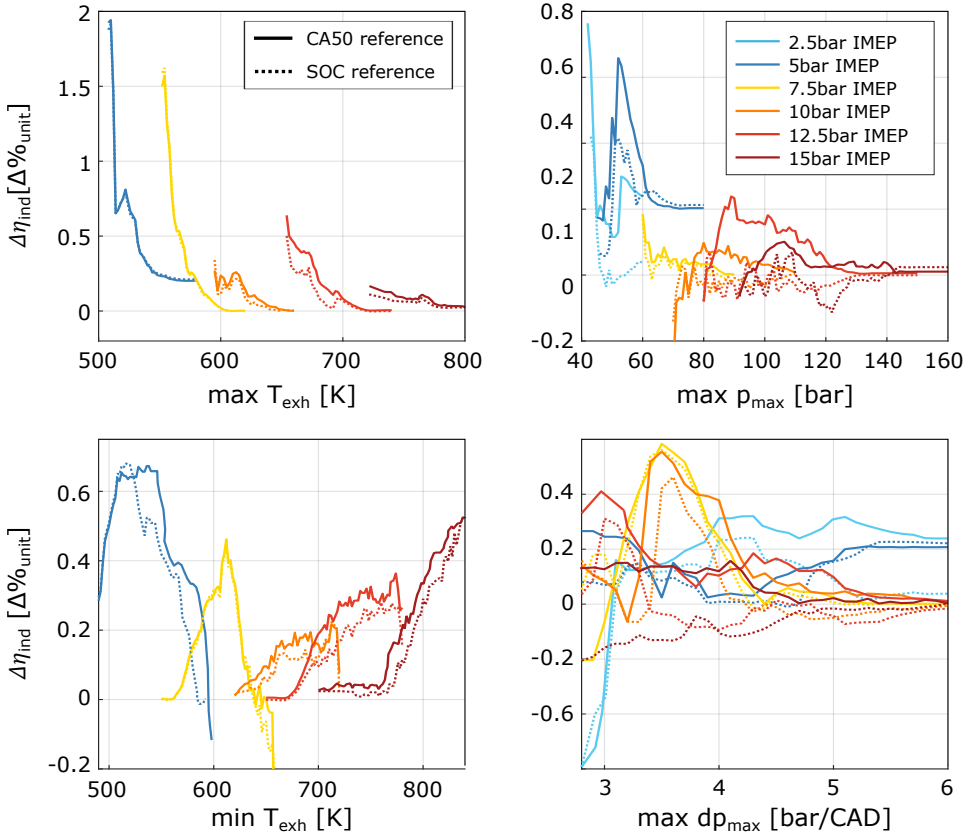 2
1.5
1
0.5
0
500
600
700
800
max T_exh [K]
Δη_ind[Δ%_unit.]
CA50 reference
SOC reference
0.8
0.4
0.2
0.1
0
-0.2
40
60
80
100
120
140
160
max p_max [bar]
2.5bar IMEP
5bar IMEP
7.5bar IMEP
10bar IMEP
12.5bar IMEP
15bar IMEP
0.6
0.4
0.2
0
-0.2
500
600
700
800
min T_exh [K]
Δη_ind [Δ%_unit.]
0.4
0.2
0
-0.2
-0.6
3
4
5
6
max dp_max [bar/CAD]